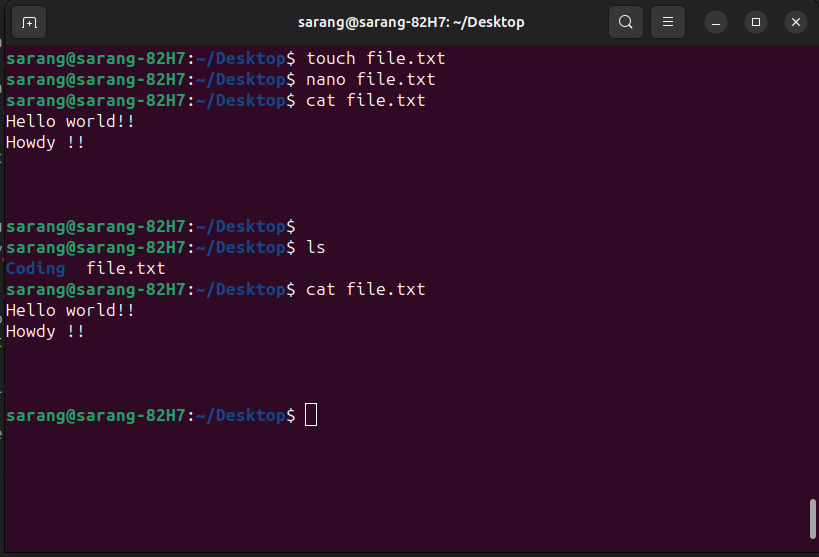 sarang@sarang-82H7: ~/Desktop
sarang@sarang-82H7:~/Desktop$ touch file.txt
sarang@sarang-82H7:~/Desktop$ nano file.txt
sarang@sarang-82H7:~/Desktop$ cat file.txt
Hello world!!
Howdy !!
sarang@sarang-82H7:~/Desktop$
sarang@sarang-82H7:~/Desktop$ ls
Coding  file.txt
sarang@sarang-82H7:~/Desktop$ cat file.txt
Hello world!!
Howdy !!
sarang@sarang-82H7:~/Desktop$